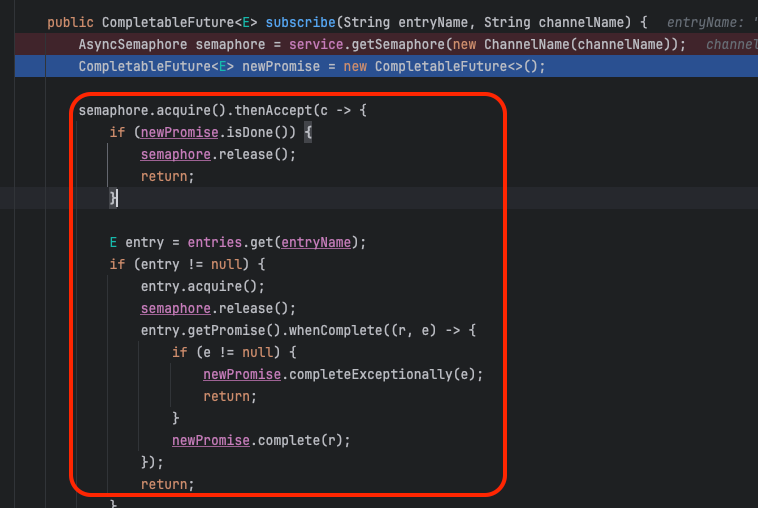 public CompletableFuture<E> subscribe(String entryName, String channelName) {   entryName: "
AsyncSemaphore semaphore = service.getSemaphore(new ChannelName(channelName));   channel
CompletableFuture<E> newPromise = new CompletableFuture<>();
semaphore.acquire().thenAccept(c -> {
if (newPromise.isDone()) {
semaphore.release();
return;
}
E entry = entries.get(entryName);
if (entry != null) {
entry.acquire();
semaphore.release();
entry.getPromise().whenComplete((r, e) -> {
if (e != null) {
newPromise.completeExceptionally(e);
return;
}
newPromise.complete(r);
});
return;
}